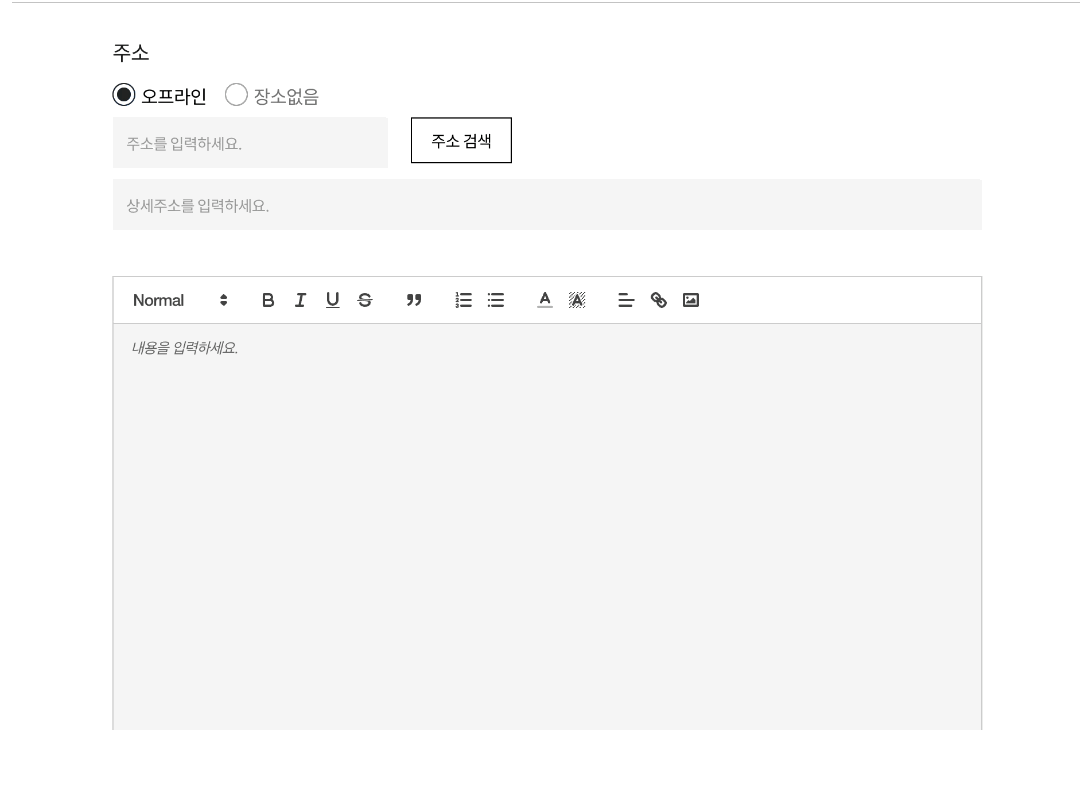 주소
오프라인 장소없음
주소를 입력하세요. 주소 검색
상세주소를 입력하세요.
Normal
내용을 입력하세요.